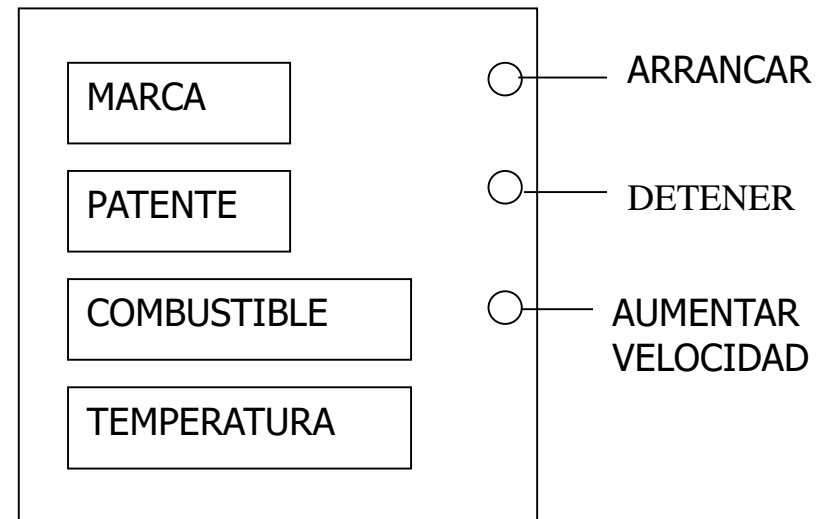 MARCA
PATENTE
COMBUSTIBLE
TEMPERATURA
ARRANCAR
DETENER
AUMENTAR
VELOCIDAD